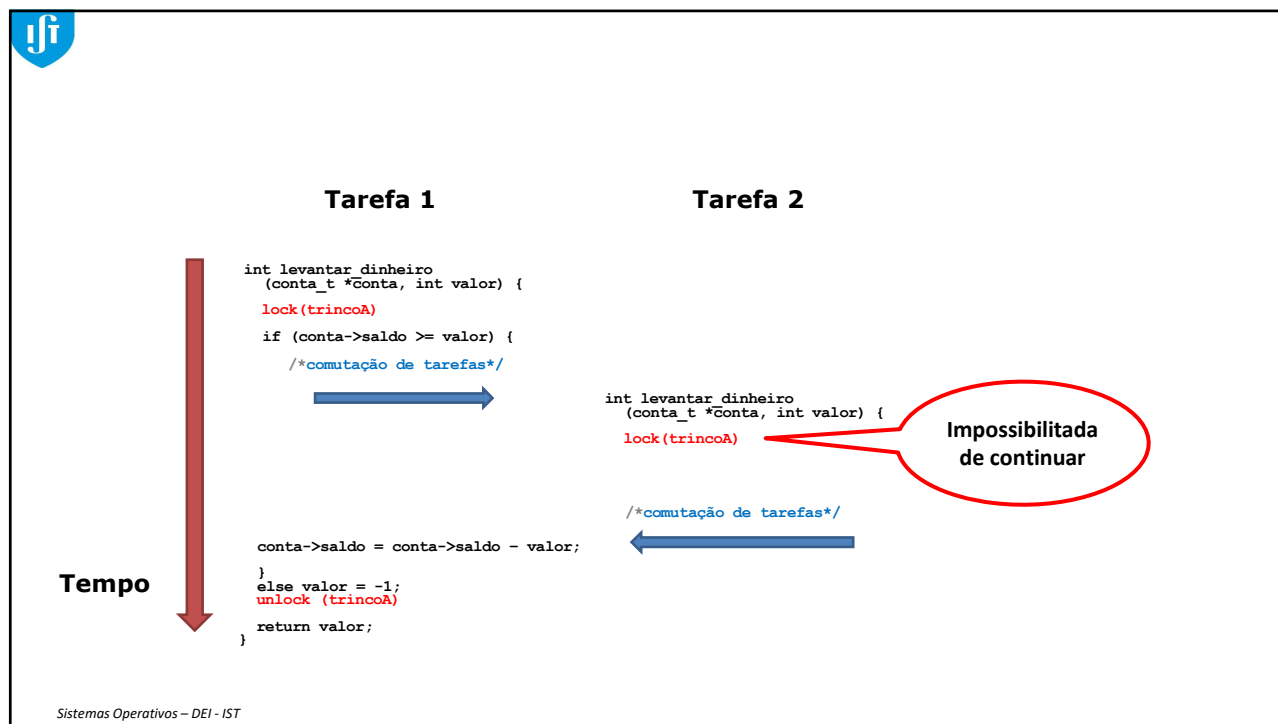 IST
Tarefa 1
Tarefa 2
int levantar_dinheiro
(conta_t *conta, int valor) {
lock(trincoA)
if (conta->saldo >= valor) {
/*comutação de tarefas*/
int levantar_dinheiro
(conta_t *conta, int valor) {
lock(trincoA)
Impossibilitada
de continuar
/*comutação de tarefas*/
conta->saldo = conta->saldo – valor;
}
else valor = -1;
unlock (trincoA)
return valor;
}
Tempo
Sistemas Operativos – DEI - IST